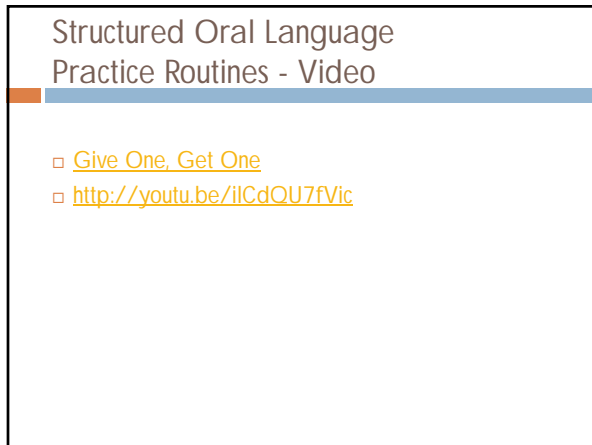 Structured Oral Language
Practice Routines - Video
Give One, Get One
http://youtu.be/ilCdQU7fVic